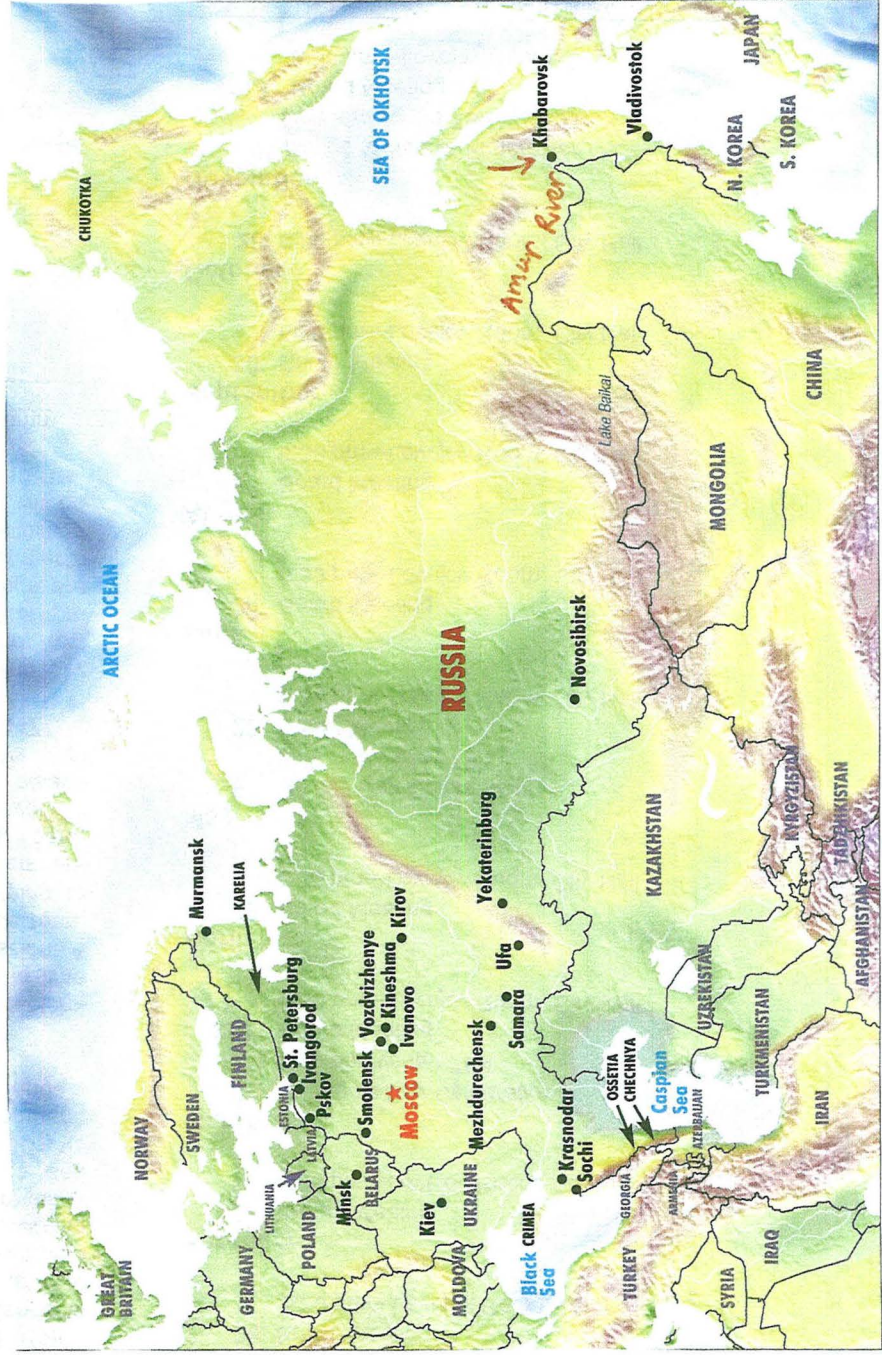 ARCTIC OCEAN
CHUKOTKA
SEA OF OKHOTSK
GREAT
BRITAIN
NORWAY
SWEDEN
FINLAND
Murmansk
KARELIA
St. Petersburg
Ivangorod
Pskov
ESTONIA
LATVIA
LITHUANIA
GERMANY
POLAND
Minsk
BELARUS
Smolensk
Vozdvizhenye
Kineshma
Ivanovo
Kirov
Moscow
RUSSIA
Kiev
UKRAINE
MOLDOVA
Mezhdurechensk
Samara
Ufa
Yekaterinburg
Novosibirsk
Lake Baikal
Amur River
Khabarovsk
Vladivostok
Black
Sea
CRIMEA
Krasnodar
Sochi
OSSETIA
CHECHNYA
Caspian
Sea
GEORGIA
ARMENIA
AZERBAIJAN
TURKEY
SYRIA
IRAQ
IRAN
TURKMENISTAN
UZBEKISTAN
KAZAKHSTAN
KYRGYZISTAN
TADZHIKISTAN
AFGHANISTAN
MONGOLIA
CHINA
N. KOREA
S. KOREA
JAPAN